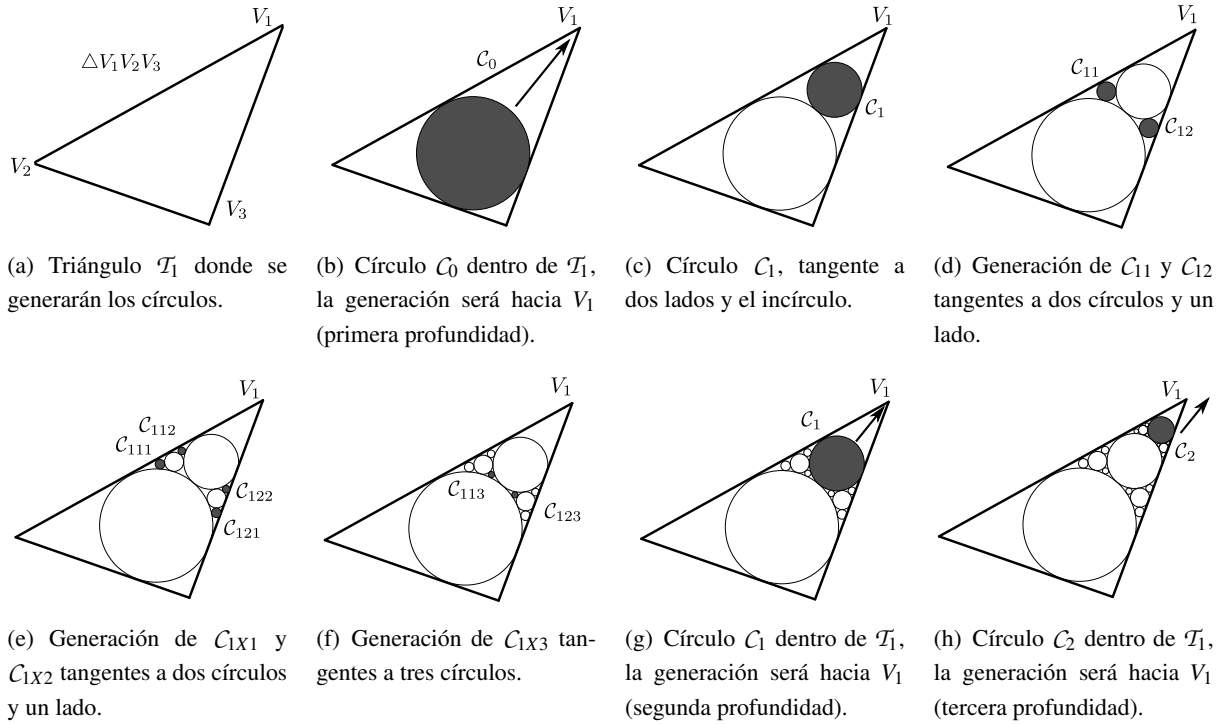 V₁
△V₁V₂V₃
V₂
V₃
(a) Triángulo 𝒯₁ donde se
generarán los círculos.
V₁
𝒞₀
(b) Círculo 𝒞₀ dentro de 𝒯₁,
la generación será hacia V₁
(primera profundidad).
V₁
𝒞₁
(c) Círculo 𝒞₁, tangente a
dos lados y el incírculo.
V₁
𝒞₁₁
𝒞₁₂
(d) Generación de 𝒞₁₁ y 𝒞₁₂
tangentes a dos círculos y un
lado.
V₁
𝒞₁₁₂
𝒞₁₁₁
𝒞₁₂₂
𝒞₁₂₁
(e) Generación de 𝒞₁X₁ y
𝒞₁X₂ tangentes a dos círculos
y un lado.
V₁
𝒞₁₁₃
𝒞₁₂₃
(f) Generación de 𝒞₁X₃ tan-
gentes a tres círculos.
V₁
𝒞₁
(g) Círculo 𝒞₁ dentro de 𝒯₁,
la generación será hacia V₁
(segunda profundidad).
V₁
𝒞₂
(h) Círculo 𝒞₂ dentro de 𝒯₁,
la generación será hacia V₁
(tercera profundidad).